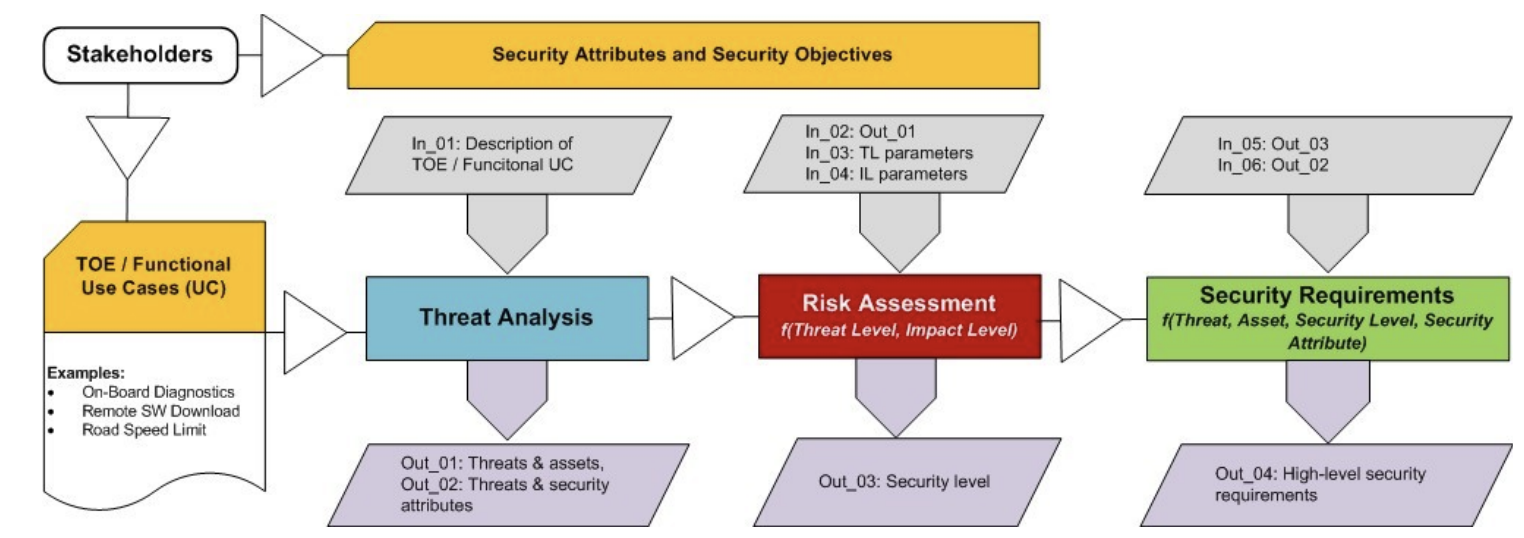 Stakeholders
Security Attributes and Security Objectives
In_01: Description of
TOE / Funcitonal UC
In_02: Out_01
In_03: TL parameters
In_04: IL parameters
In_05: Out_03
In_06: Out_02
TOE / Functional
Use Cases (UC)
Examples:
• On-Board Diagnostics
• Remote SW Download
• Road Speed Limit
Threat Analysis
Risk Assessment
f(Threat Level, Impact Level)
Security Requirements
f(Threat, Asset, Security Level, Security
Attribute)
Out_01: Threats & assets,
Out_02: Threats & security
attributes
Out_03: Security level
Out_04: High-level security
requirements